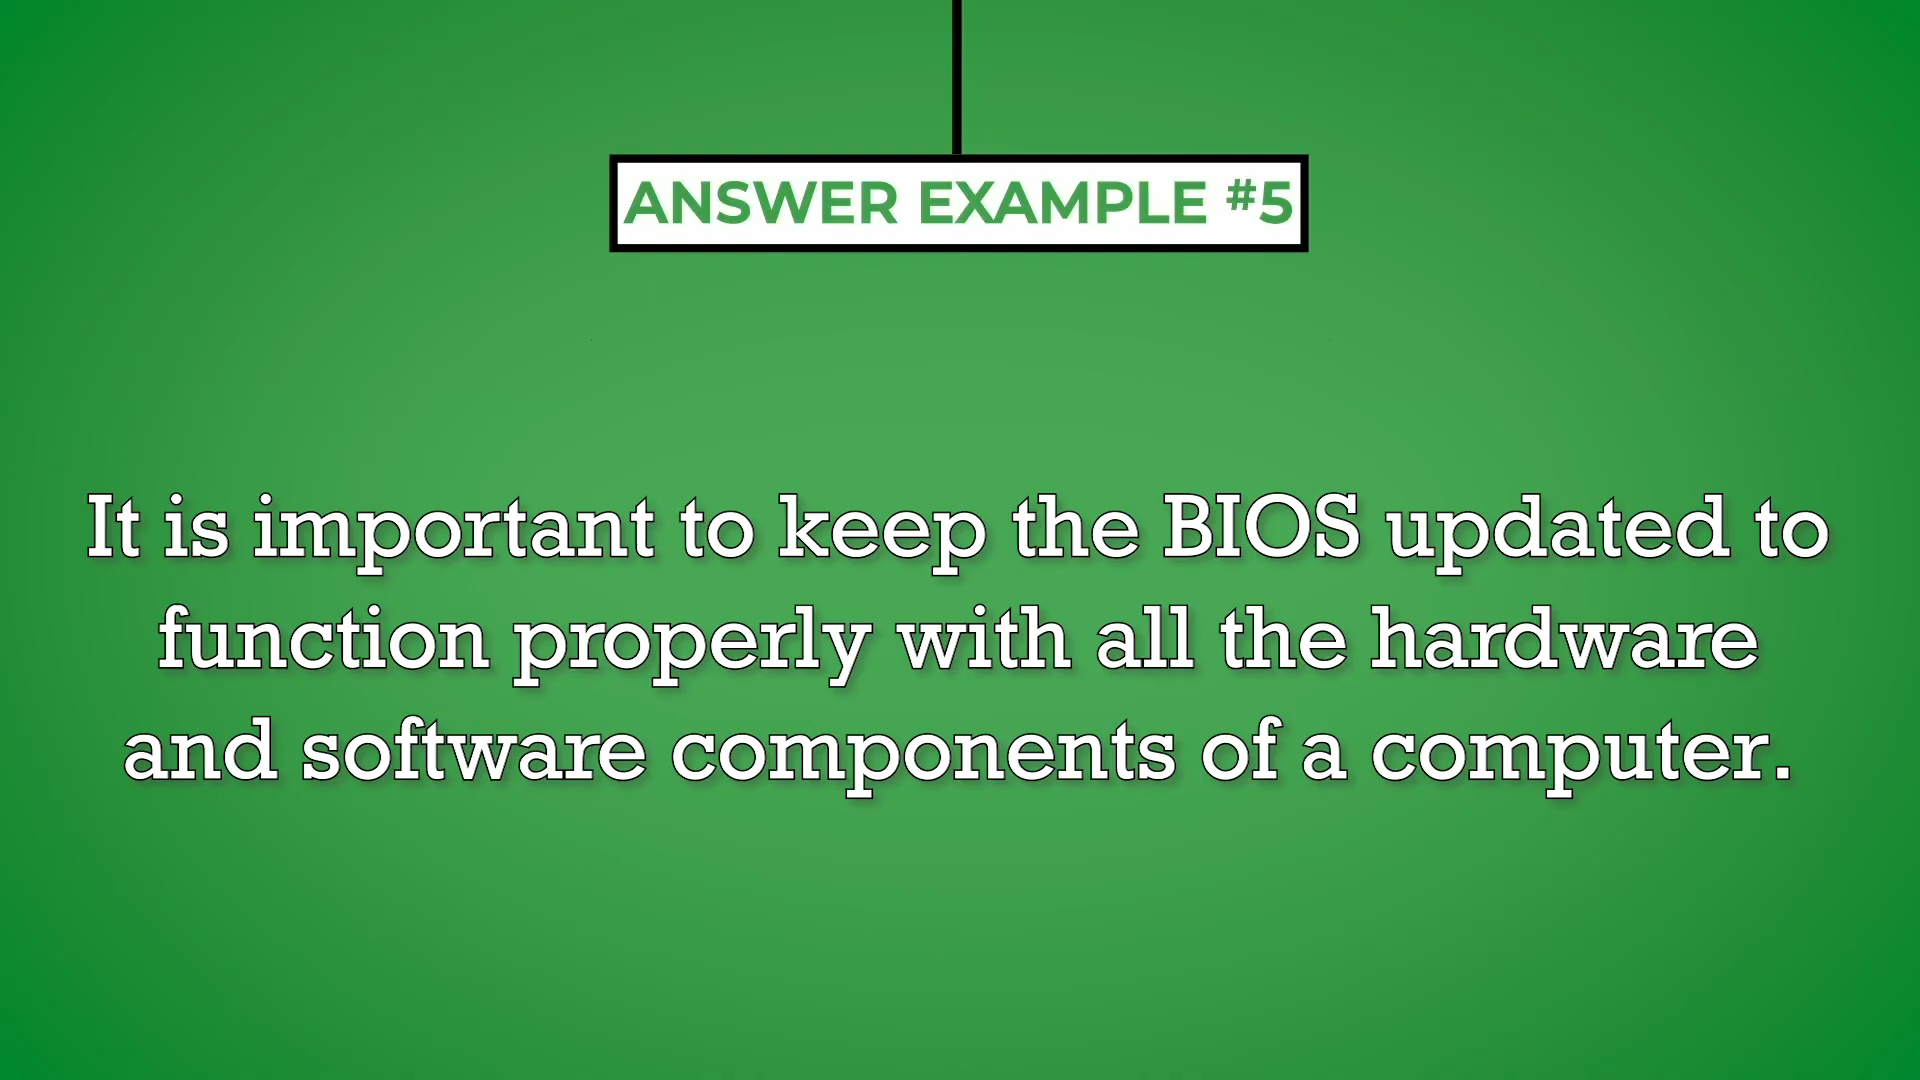 ANSWER EXAMPLE #5
It is important to keep the BIOS updated to
function properly with all the hardware
and software components of a computer.